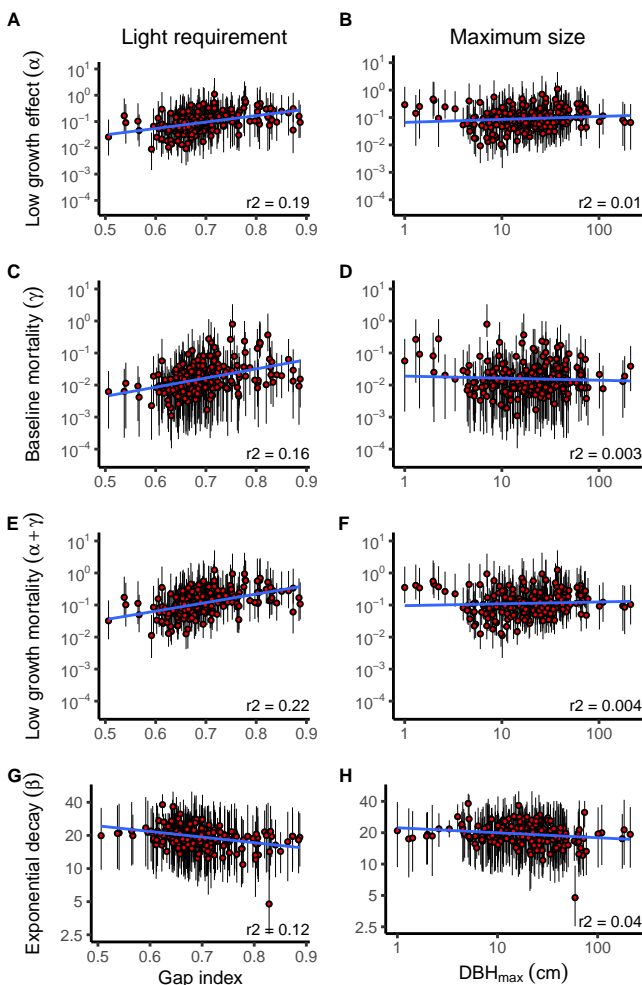 A
Light requirement
B
Maximum size
Low growth effect (α)
10¹
10⁰
10⁻¹
10⁻²
10⁻³
10⁻⁴
r2 = 0.19
0.5 0.6 0.7 0.8 0.9
10¹
10⁰
10⁻¹
10⁻²
10⁻³
10⁻⁴
r2 = 0.01
1 10 100
C
D
Baseline mortality (γ)
10¹
10⁰
10⁻¹
10⁻²
10⁻³
10⁻⁴
r2 = 0.16
0.5 0.6 0.7 0.8 0.9
10¹
10⁰
10⁻¹
10⁻²
10⁻³
10⁻⁴
r2 = 0.003
1 10 100
E
F
Low growth mortality (α+γ)
10¹
10⁰
10⁻¹
10⁻²
10⁻³
10⁻⁴
r2 = 0.22
0.5 0.6 0.7 0.8 0.9
10¹
10⁰
10⁻¹
10⁻²
10⁻³
10⁻⁴
r2 = 0.004
1 10 100
G
H
Exponential decay (β)
40
20
10
5
2.5
r2 = 0.12
0.5 0.6 0.7 0.8 0.9
Gap index
40
20
10
5
2.5
r2 = 0.04
1 10 100
DBHmax (cm)